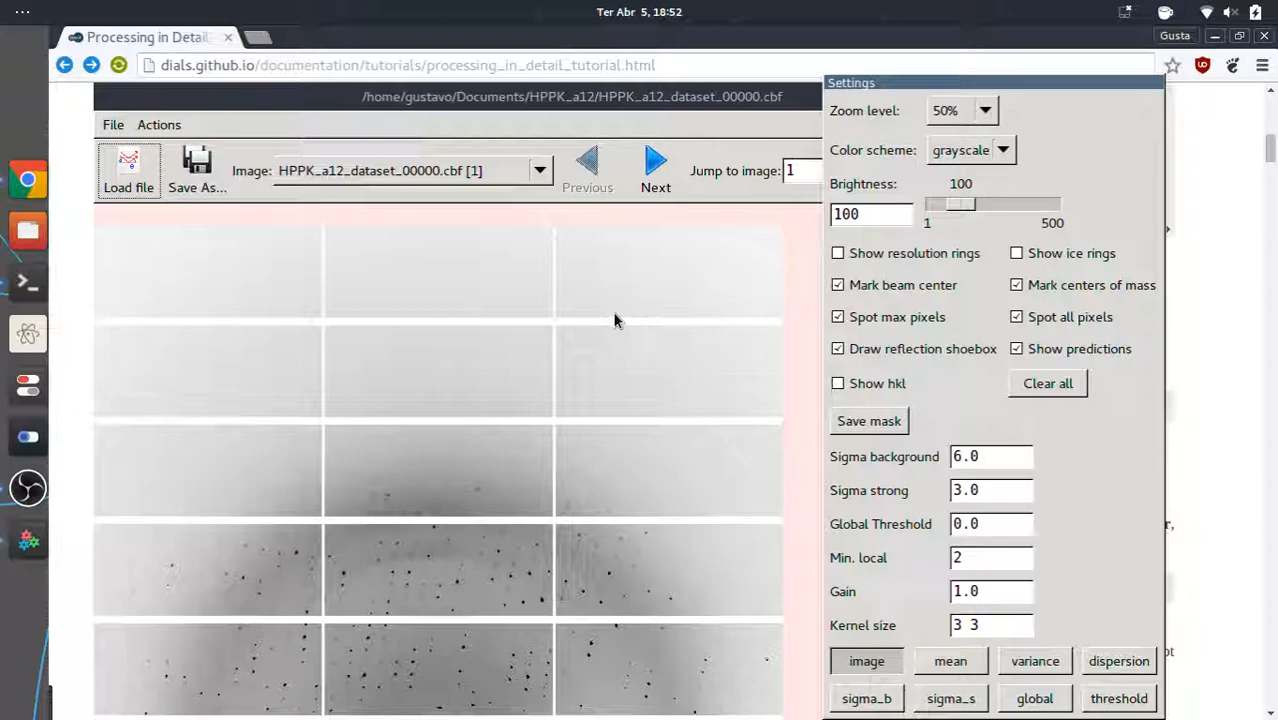 Ter Abr 5, 18:52
Processing in Detail
Gusta
dials.github.io/documentation/tutorials/processing_in_detail_tutorial.html
/home/gustavo/Documents/HPPK_a12/HPPK_a12_dataset_00000.cbf
Settings
File Actions
Load file
Save As...
Image: HPPK_a12_dataset_00000.cbf [1]
Previous
Next
Jump to image: 1
Zoom level: 50%
Color scheme: grayscale
Brightness: 100
100
1 500
Show resolution rings
Show ice rings
Mark beam center
Mark centers of mass
Spot max pixels
Spot all pixels
Draw reflection shoebox
Show predictions
Show hkl
Clear all
Save mask
Sigma background 6.0
Sigma strong 3.0
Global Threshold 0.0
Min. local 2
Gain 1.0
Kernel size 3 3
image mean variance dispersion
sigma_b sigma_s global threshold